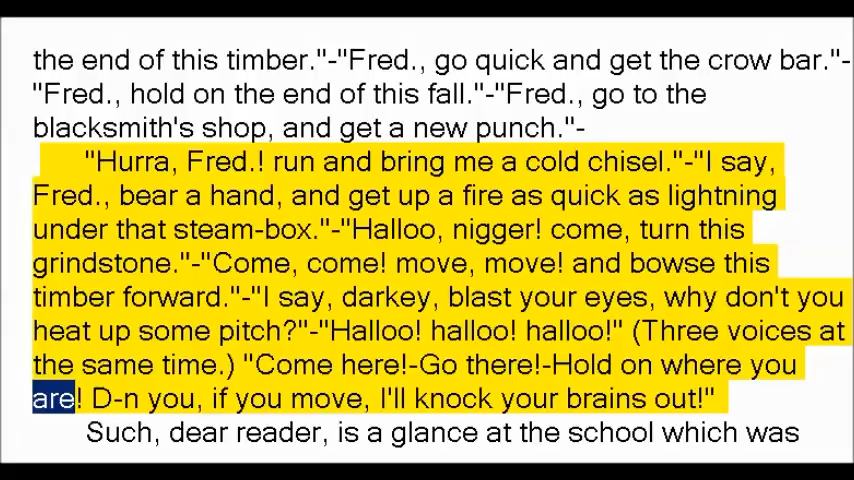 the end of this timber."-"Fred., go quick and get the crow bar."-
"Fred., hold on the end of this fall."-"Fred., go to the
blacksmith's shop, and get a new punch."-
"Hurra, Fred.! run and bring me a cold chisel."-"I say,
Fred., bear a hand, and get up a fire as quick as lightning
under that steam-box."-"Halloo, nigger! come, turn this
grindstone."-"Come, come! move, move! and bowse this
timber forward."-"I say, darkey, blast your eyes, why don't you
heat up some pitch?"-"Halloo! halloo! halloo!" (Three voices at
the same time.) "Come here!-Go there!-Hold on where you
are! D-n you, if you move, I'll knock your brains out!"
Such, dear reader, is a glance at the school which was